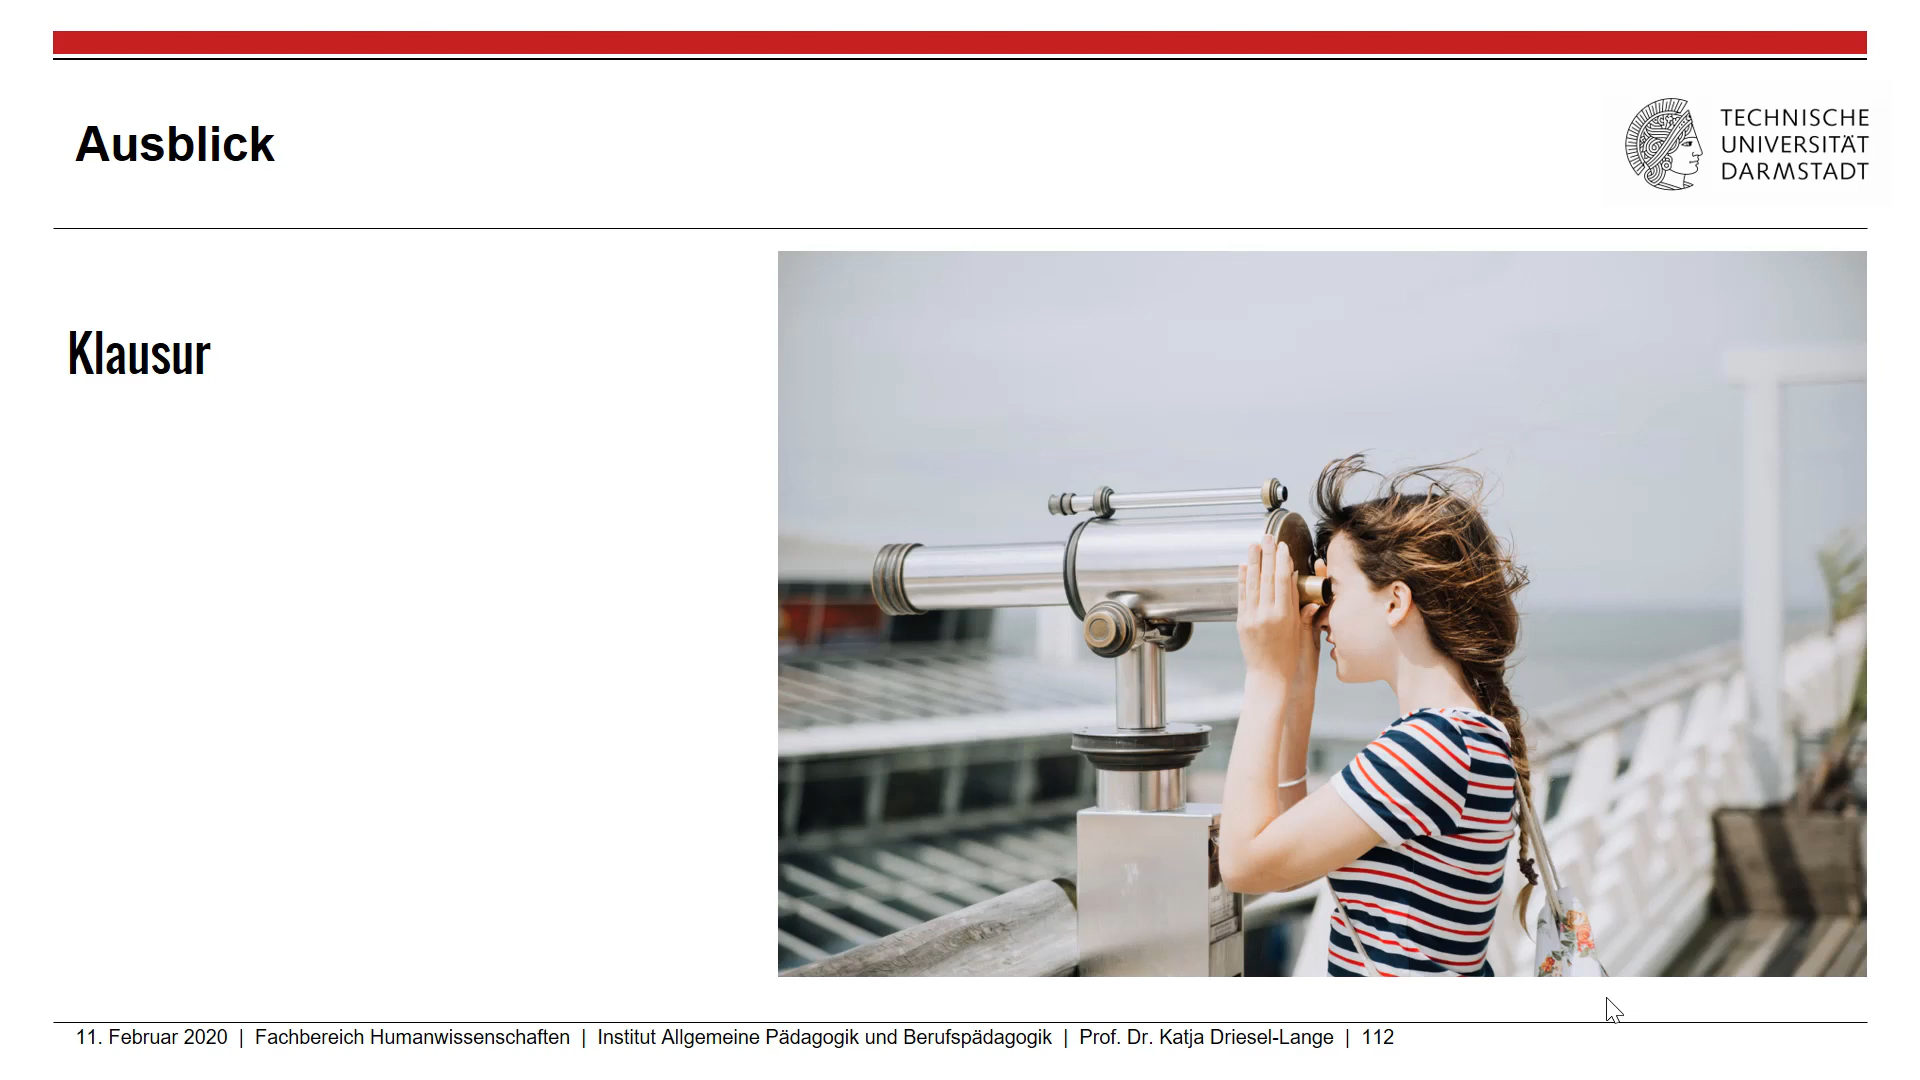 Ausblick
TECHNISCHE
UNIVERSITÄT
DARMSTADT
Klausur
11. Februar 2020 | Fachbereich Humanwissenschaften | Institut Allgemeine Pädagogik und Berufspädagogik | Prof. Dr. Katja Driesel-Lange | 112